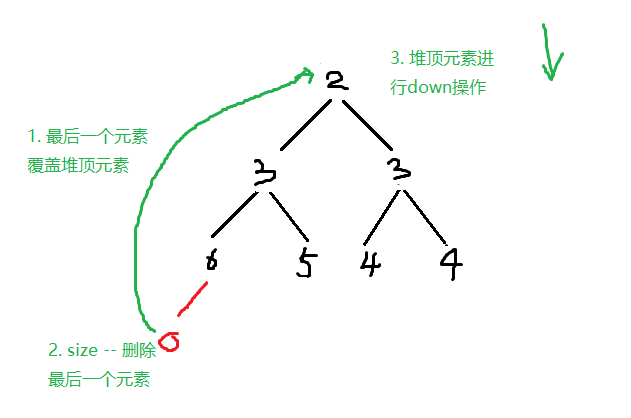 3. 堆顶元素进
行down操作
2
1. 最后一个元素
覆盖堆顶元素
3 3
6 5 4 4
2. size -- 删除
最后一个元素